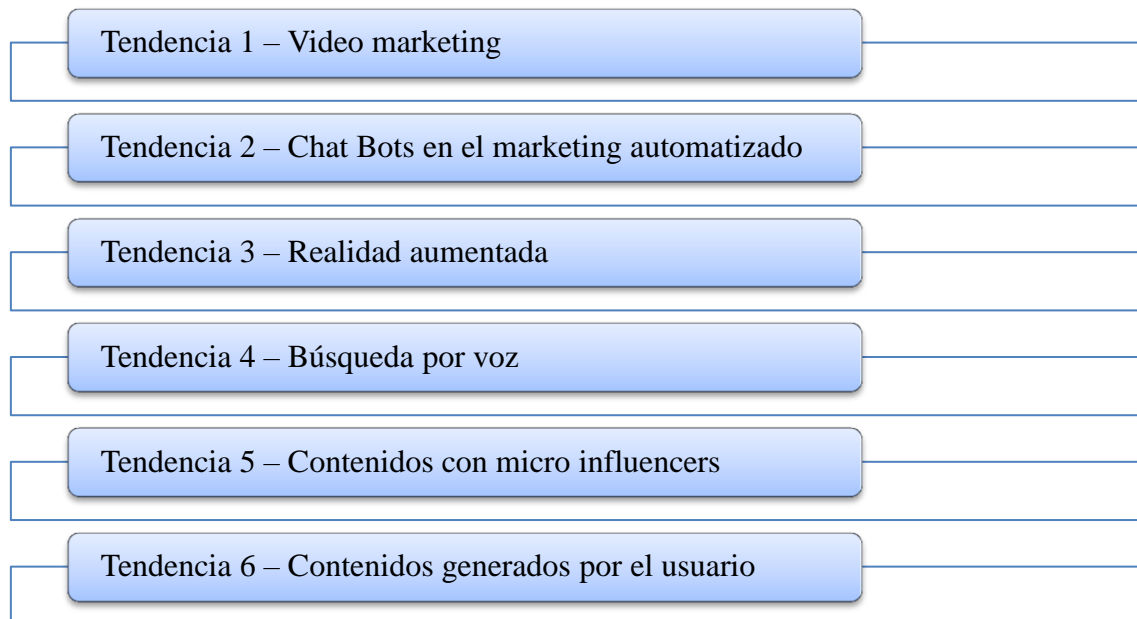 Tendencia 1 – Video marketing
Tendencia 2 – Chat Bots en el marketing automatizado
Tendencia 3 – Realidad aumentada
Tendencia 4 – Búsqueda por voz
Tendencia 5 – Contenidos con micro influencers
Tendencia 6 – Contenidos generados por el usuario